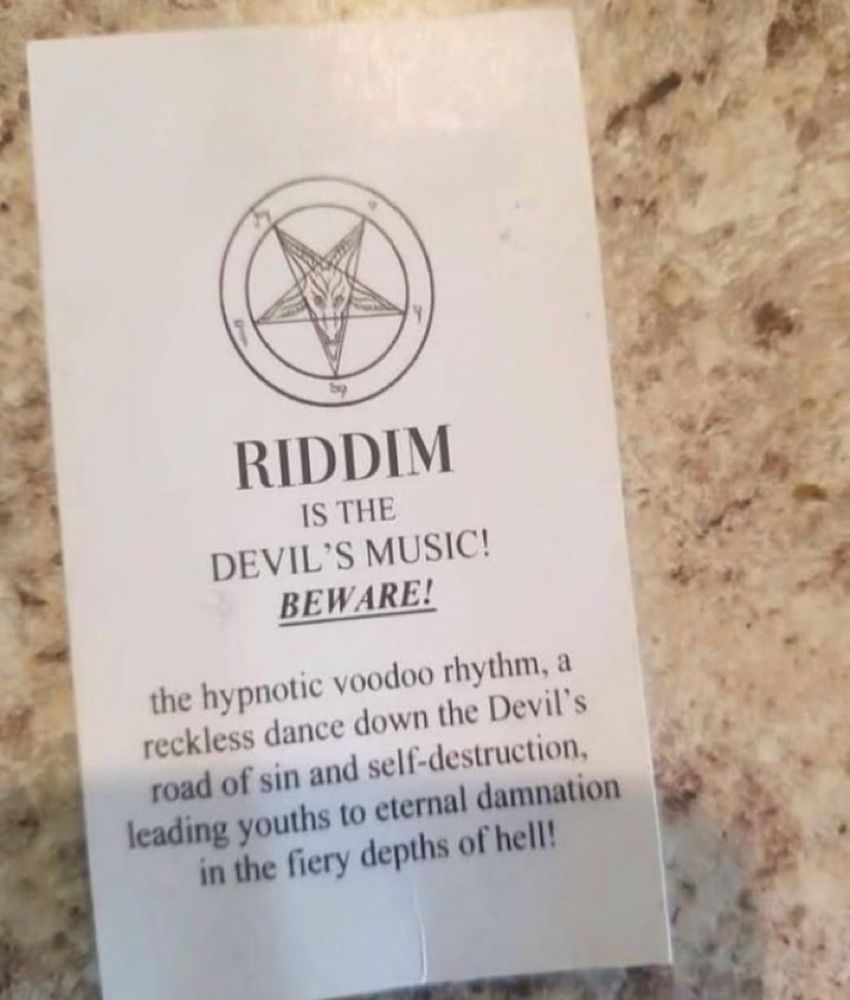 RIDDIM
IS THE
DEVIL'S MUSIC!
BEWARE!
the hypnotic voodoo rhythm, a
reckless dance down the Devil's
road of sin and self-destruction,
leading youths to eternal damnation
in the fiery depths of hell!